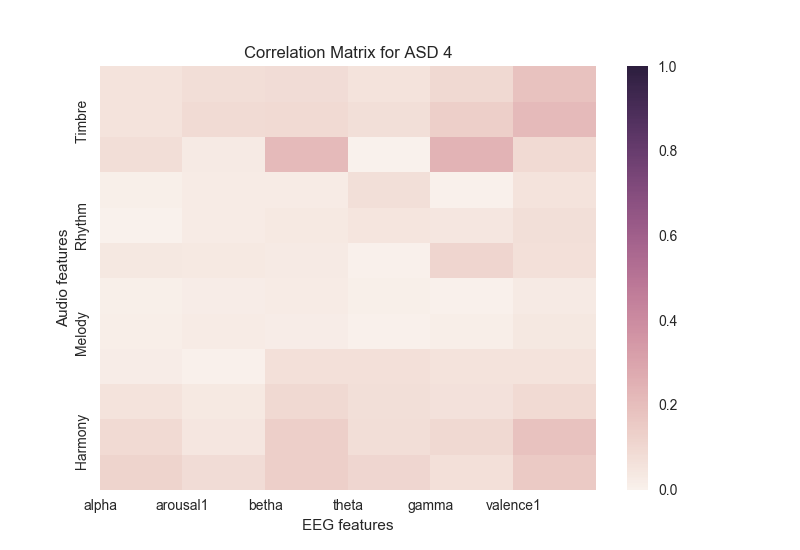 Correlation Matrix for ASD 4
Audio features
Timbre
Rhythm
Melody
Harmony
alpha arousal1 betha theta gamma valence1
EEG features
1.0
0.8
0.6
0.4
0.2
0.0